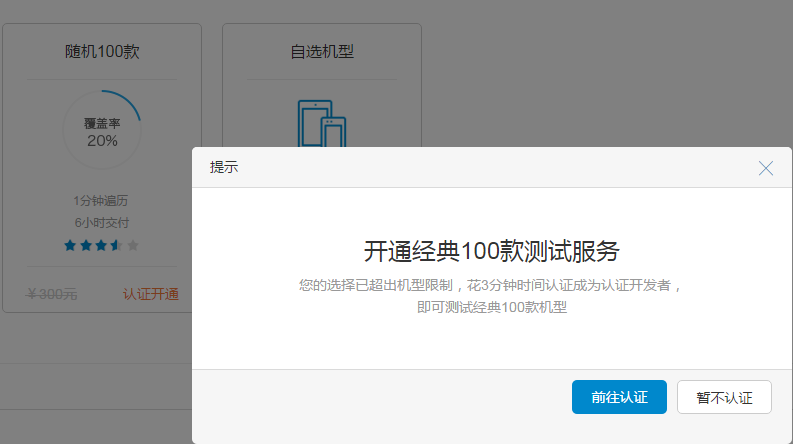 随机100款
自选机型
覆盖率
20%
1分钟遍历
6小时交付
￥300元
认证开通
提示
开通经典100款测试服务
您的选择已超出机型限制，花3分钟时间认证成为认证开发者，
即可测试经典100款机型
前往认证
暂不认证